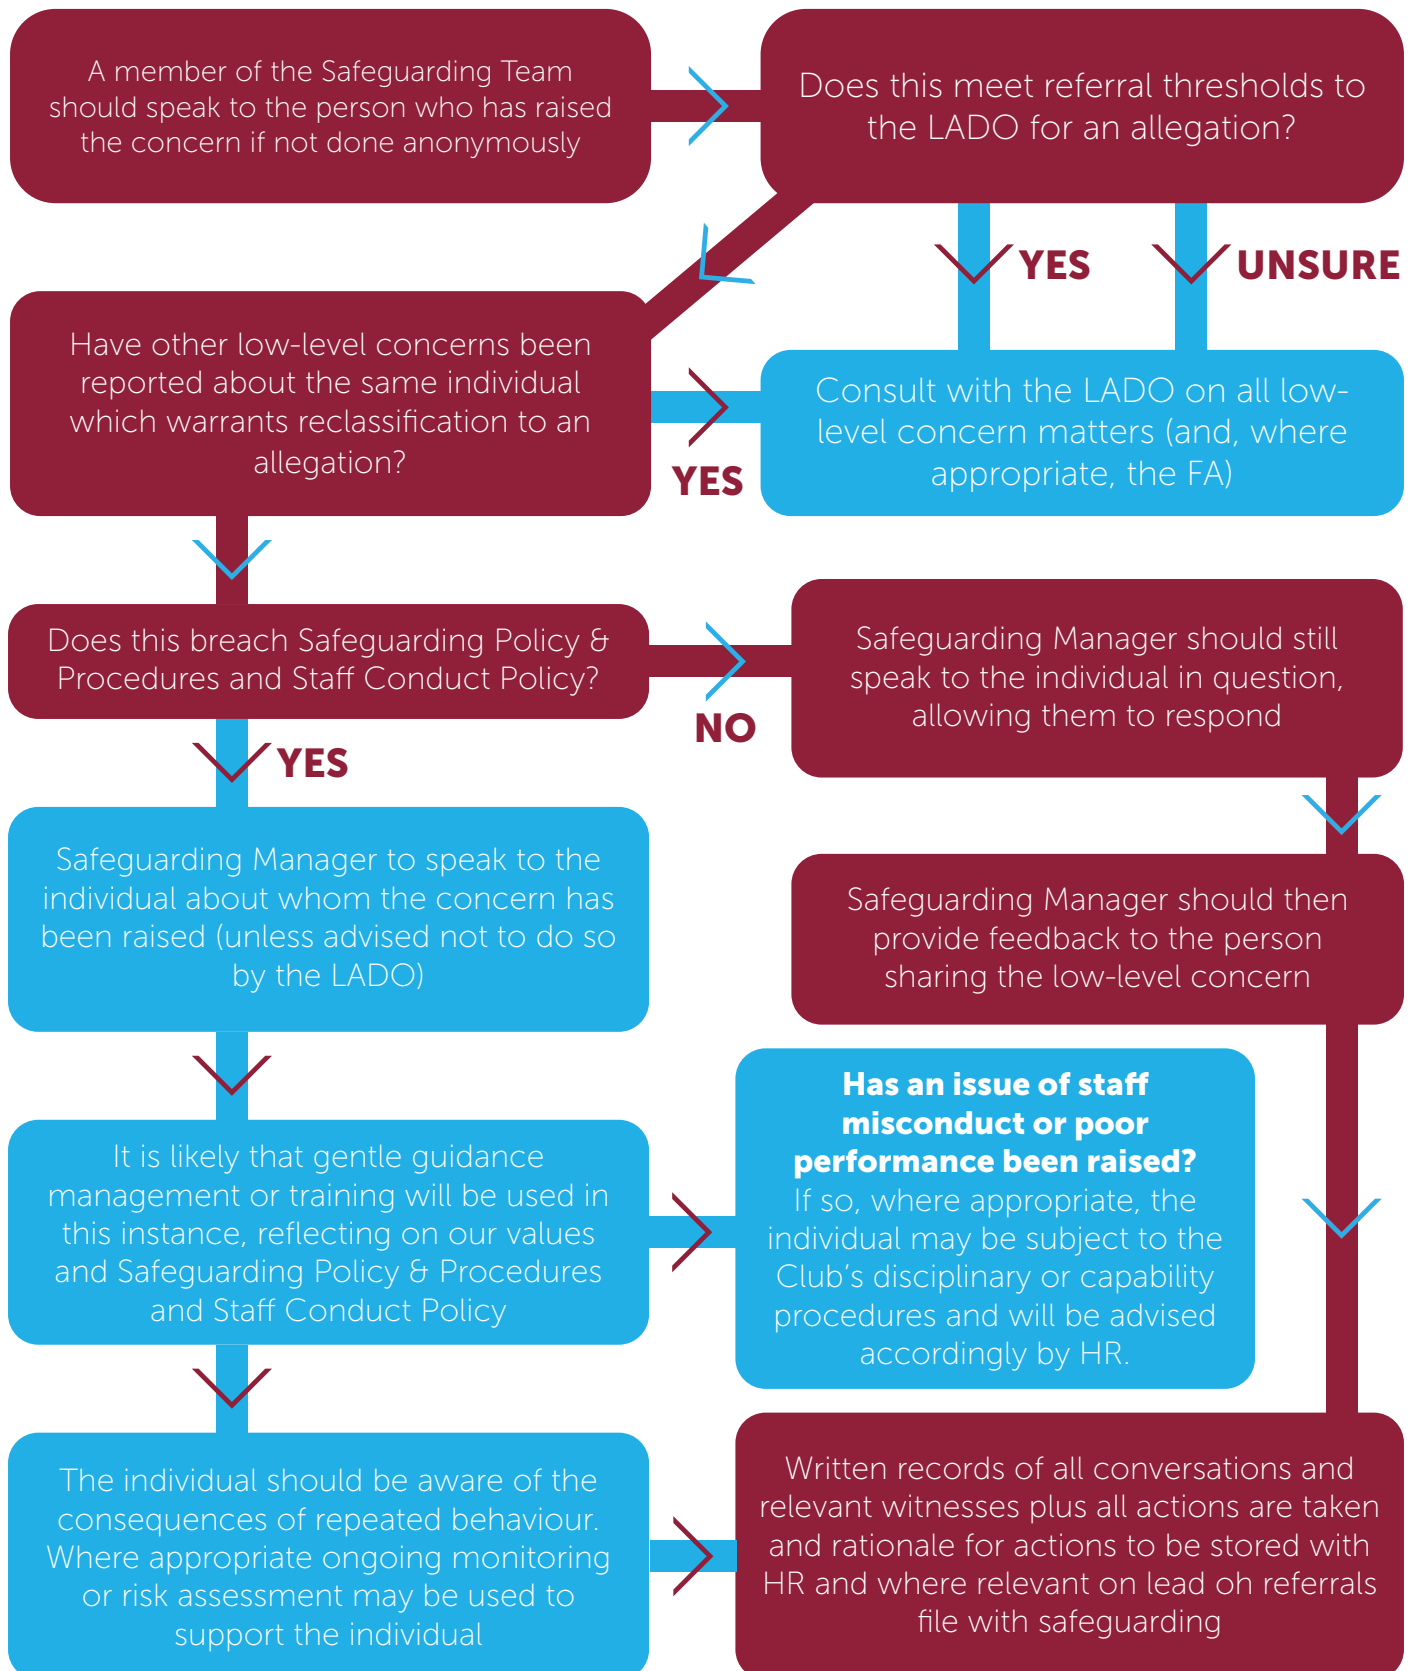 A member of the Safeguarding Team
should speak to the person who has raised
the concern if not done anonymously
Does this meet referral thresholds to
the LADO for an allegation?
YES
UNSURE
Have other low-level concerns been
reported about the same individual
which warrants reclassification to an
allegation?
YES
Consult with the LADO on all low-
level concern matters (and, where
appropriate, the FA)
Does this breach Safeguarding Policy &
Procedures and Staff Conduct Policy?
NO
Safeguarding Manager should still
speak to the individual in question,
allowing them to respond
YES
Safeguarding Manager to speak to the
individual about whom the concern has
been raised (unless advised not to do so
by the LADO)
Safeguarding Manager should then
provide feedback to the person
sharing the low-level concern
It is likely that gentle guidance
management or training will be used in
this instance, reflecting on our values
and Safeguarding Policy & Procedures
and Staff Conduct Policy
Has an issue of staff
misconduct or poor
performance been raised?
If so, where appropriate, the
individual may be subject to the
Club's disciplinary or capability
procedures and will be advised
accordingly by HR.
The individual should be aware of the
consequences of repeated behaviour.
Where appropriate ongoing monitoring
or risk assessment may be used to
support the individual
Written records of all conversations and
relevant witnesses plus all actions are taken
and rationale for actions to be stored with
HR and where relevant on lead oh referrals
file with safeguarding